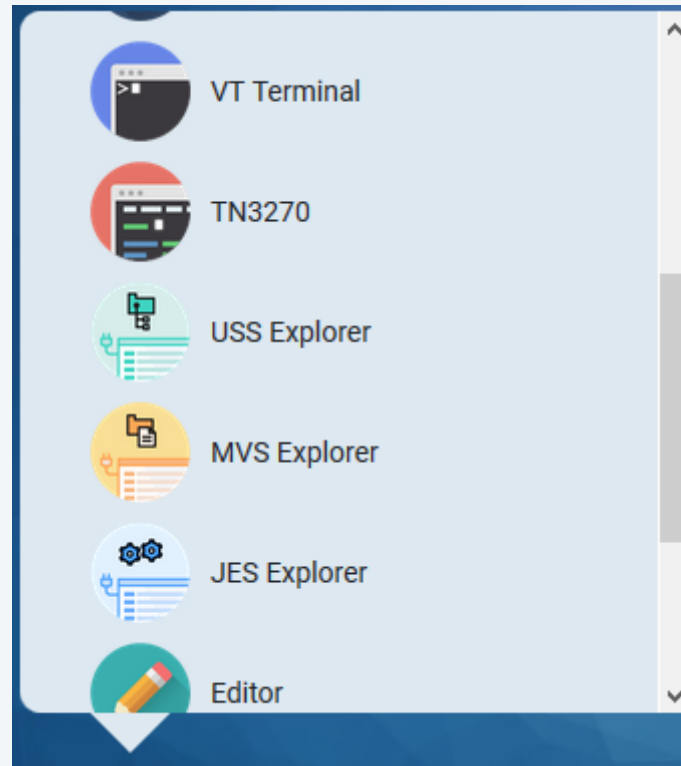 VT Terminal
TN3270
USS Explorer
MVS Explorer
JES Explorer
Editor